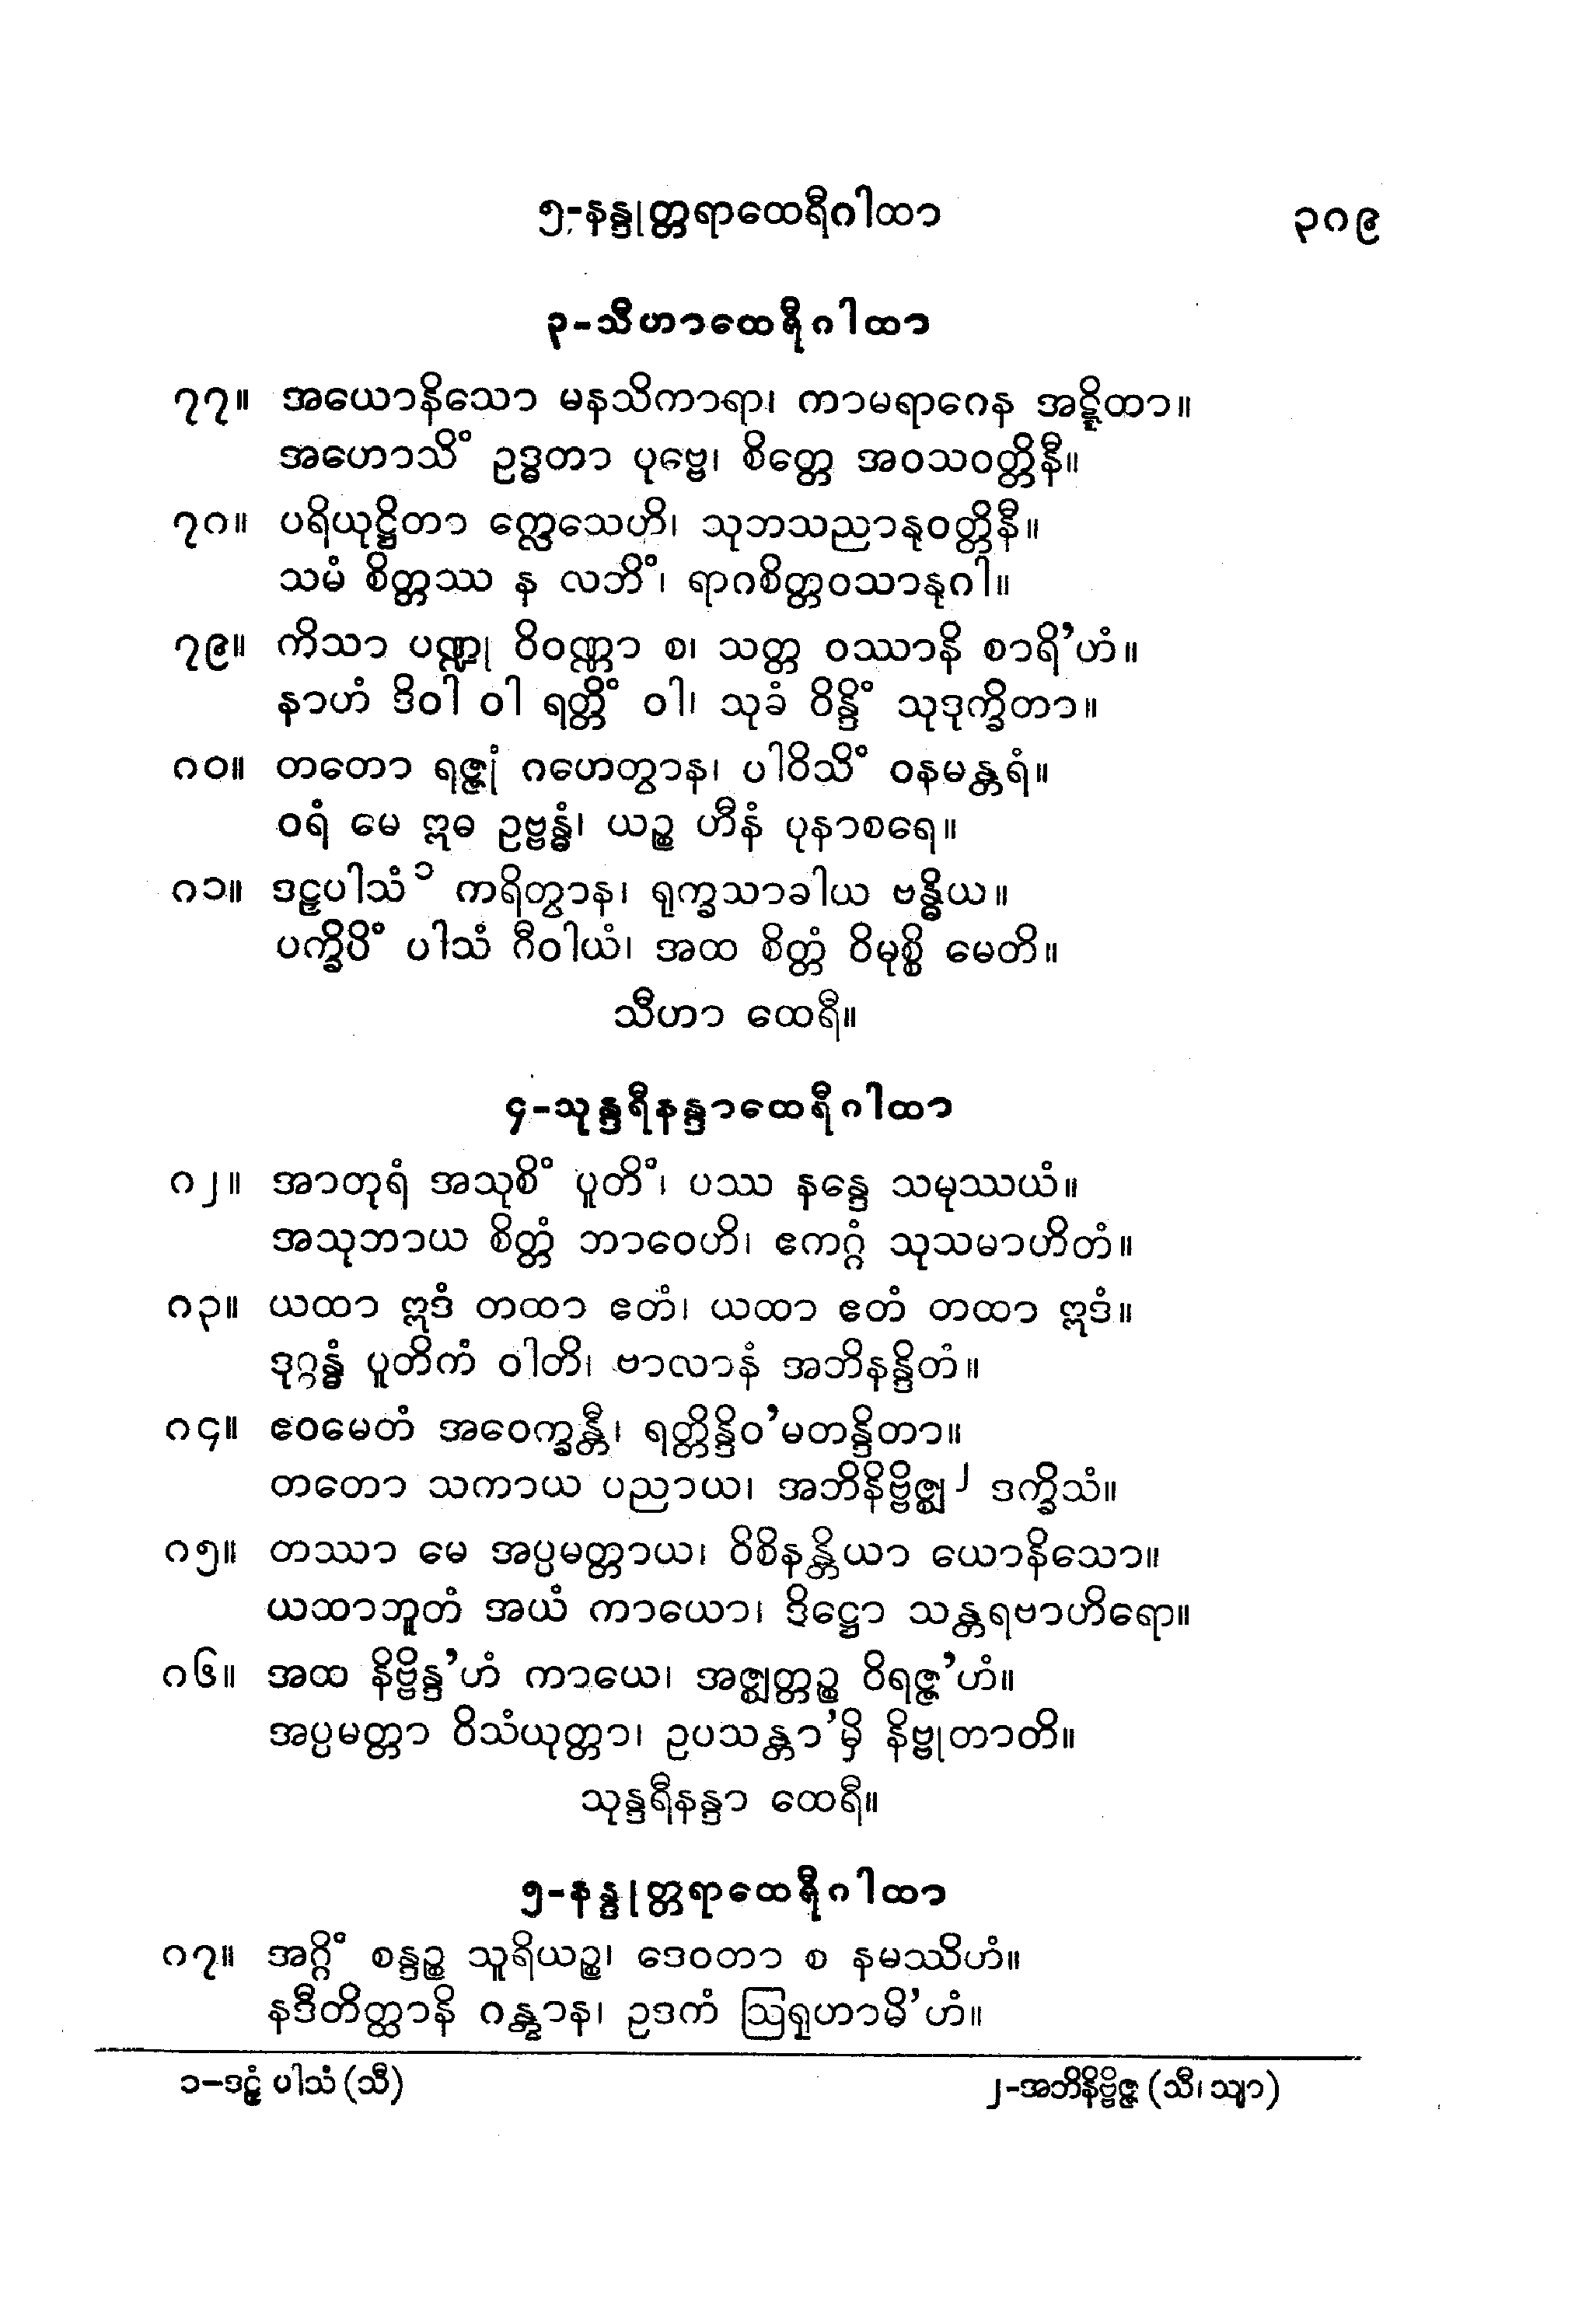 ၅-နန္ဒုတ္တရာထေရီဂါထာ ၃၈၉
၃-သီဟာထေရီဂါထာ
၇၇။ အယောနိသော မနသိကာရာ၊ ကာမရာဂေန အဋ္ဋိတာ။
အဟောသိံ ဥဒ္ဓတာ ပုဗ္ဗေ၊ စိတ္တေ အဝသဝတ္တိနီ။
၇၈။ ပရိယုဋ္ဌိတာ က္လေသေဟိ၊ သုဘသညာနုဝတ္တိနီ။
သမံ စိတ္တဿ န လဘိံ၊ ရာဂစိတ္တဝသာနုဂါ။
၇၉။ ကိသာ ပဏ္ဍု ဝိဝဏ္ဏာ စ၊ သတ္တ ဝဿာနိ စာရိ’ဟံ။
နာဟံ ဒိဝါ ဝါ ရတ္တိံ ဝါ၊ သုခံ ဝိန္ဒိံ သုဒုက္ခိတာ။
၈၀။ တတော ရဇ္ဇုံ ဂဟေတွာန၊ ပါဝိသိံ ဝနမန္တရံ။
ဝရံ မေ ဣဓ ဥဗ္ဗန္ဓံ၊ ယဉ္စ ဟီနံ ပုနာစရေ။
၈၁။ ဒဠှပါသံ ၁ ကရိတွာန၊ ရုက္ခသာခါယ ဗန္ဓိယ။
ပက္ခိပိံ ပါသံ ဂီဝါယံ၊ အထ စိတ္တံ ဝိမုစ္စိ မေတိ။
သီဟာ ထေရီ။
၄-သုန္ဒရီနန္ဒာထေရီဂါထာ
၈၂။ အာတုရံ အသုစိံ ပူတိံ၊ ပဿ နန္ဒေ သမုဿယံ။
အသုဘာယ စိတ္တံ ဘာဝေဟိ၊ ဧကဂ္ဂံ သုသမာဟိတံ။
၈၃။ ယထာ ဣဒံ တထာ ဧတံ၊ ယထာ ဧတံ တထာ ဣဒံ။
ဒုဂ္ဂန္ဓံ ပူတိကံ ဝါတိ၊ ဗာလာနံ အဘိနန္ဒိတံ။
၈၄။ ဧဝမေတံ အဝေက္ခန္တီ၊ ရတ္တိန္ဒိဝ’မတန္ဒိတာ။
တတော သကာယ ပညာယ၊ အဘိနိဗ္ဗိဇ္ဈ ၂ ဒက္ခိသံ။
၈၅။ တဿာ မေ အပ္ပမတ္တာယ၊ ဝိစိနန္တိယာ ယောနိသော။
ယထာဘူတံ အယံ ကာယော၊ ဒိဋ္ဌော သန္တရဗာဟိရော။
၈၆။ အထ နိဗ္ဗိန္ဒ’ဟံ ကာယေ၊ အဇ္ဈတ္တဉ္စ ဝိရဇ္ဇ’ဟံ။
အပ္ပမတ္တာ ဝိသံယုတ္တာ၊ ဥပသန္တာ’မှိ နိဗ္ဗုတာတိ။
သုန္ဒရီနန္ဒာ ထေရီ။
၅-နန္ဒုတ္တရာထေရီဂါထာ
၈၇။ အဂ္ဂိံ စန္ဒဉ္စ သူရိယဉ္စ၊ ဒေဝတာ စ နမဿိဟံ။
နဒီတိတ္ထာနိ ဂန္တွာန၊ ဥဒကံ ဩရုဟာမိ’ဟံ။
၁-ဒဠှံ ပါသံ (သီ) ၂-အဘိနိဗ္ဗိဇ္ဇ (သီ၊ သျာ)